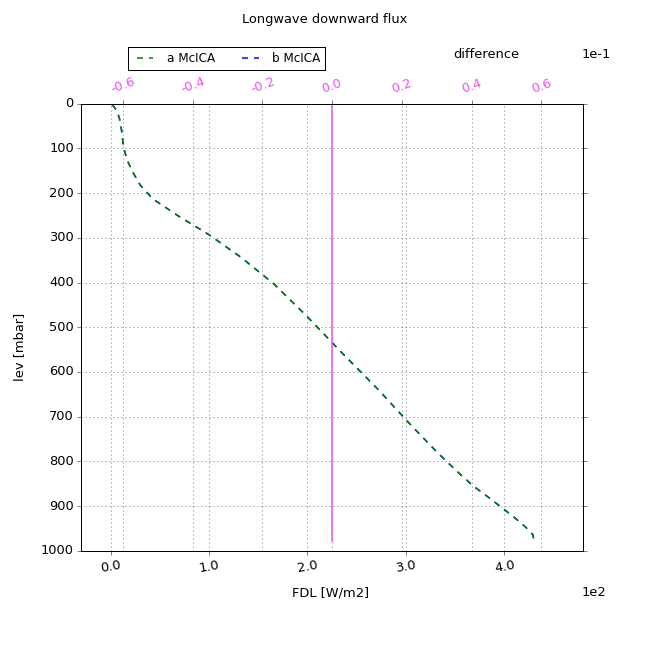 Longwave downward flux
a McICA b McICA
difference 1e-1
-0.6 -0.4 -0.2 0.0 0.2 0.4 0.6
0
100
200
300
400
500
600
700
800
900
1000
lev [mbar]
0.0 1.0 2.0 3.0 4.0
FDL [W/m2] 1e2